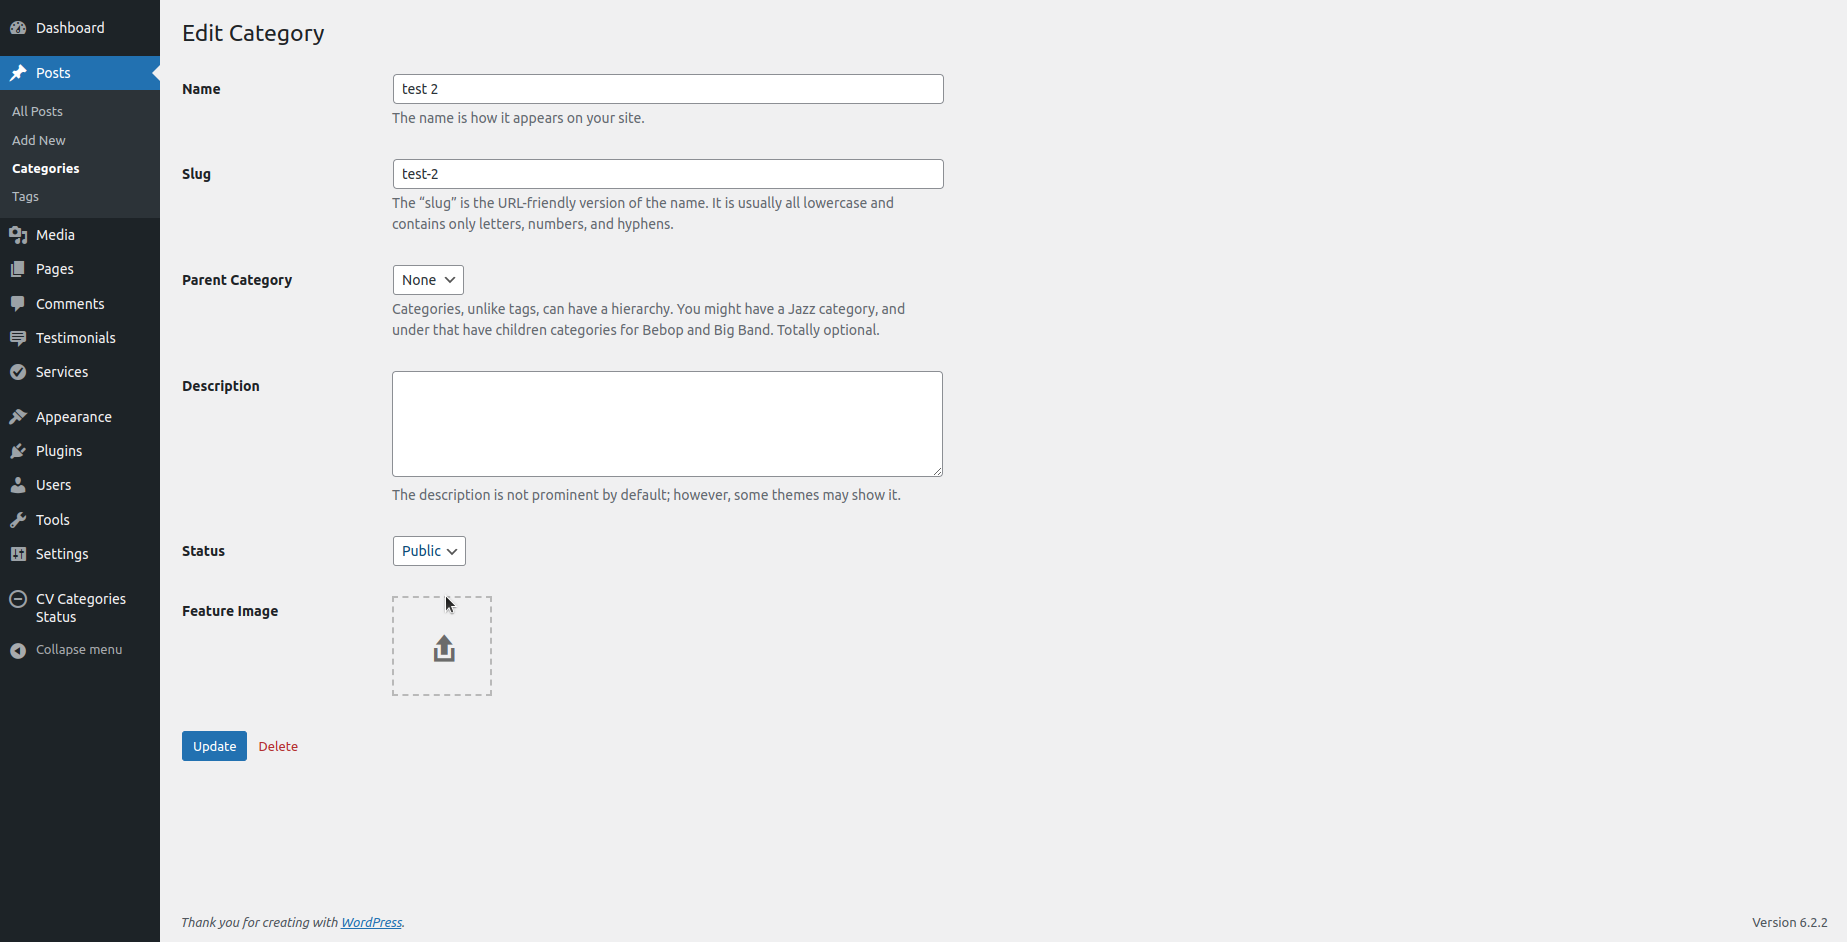 Dashboard
Posts
All Posts
Add New
Categories
Tags
Media
Pages
Comments
Testimonials
Services
Appearance
Plugins
Users
Tools
Settings
CV Categories
Status
Collapse menu
Edit Category
Name
test 2
The name is how it appears on your site.
Slug
test-2
The “slug” is the URL-friendly version of the name. It is usually all lowercase and
contains only letters, numbers, and hyphens.
Parent Category
None
Categories, unlike tags, can have a hierarchy. You might have a Jazz category, and
under that have children categories for Bebop and Big Band. Totally optional.
Description
The description is not prominent by default; however, some themes may show it.
Status
Public
Feature Image
Update Delete
Thank you for creating with WordPress.
Version 6.2.2